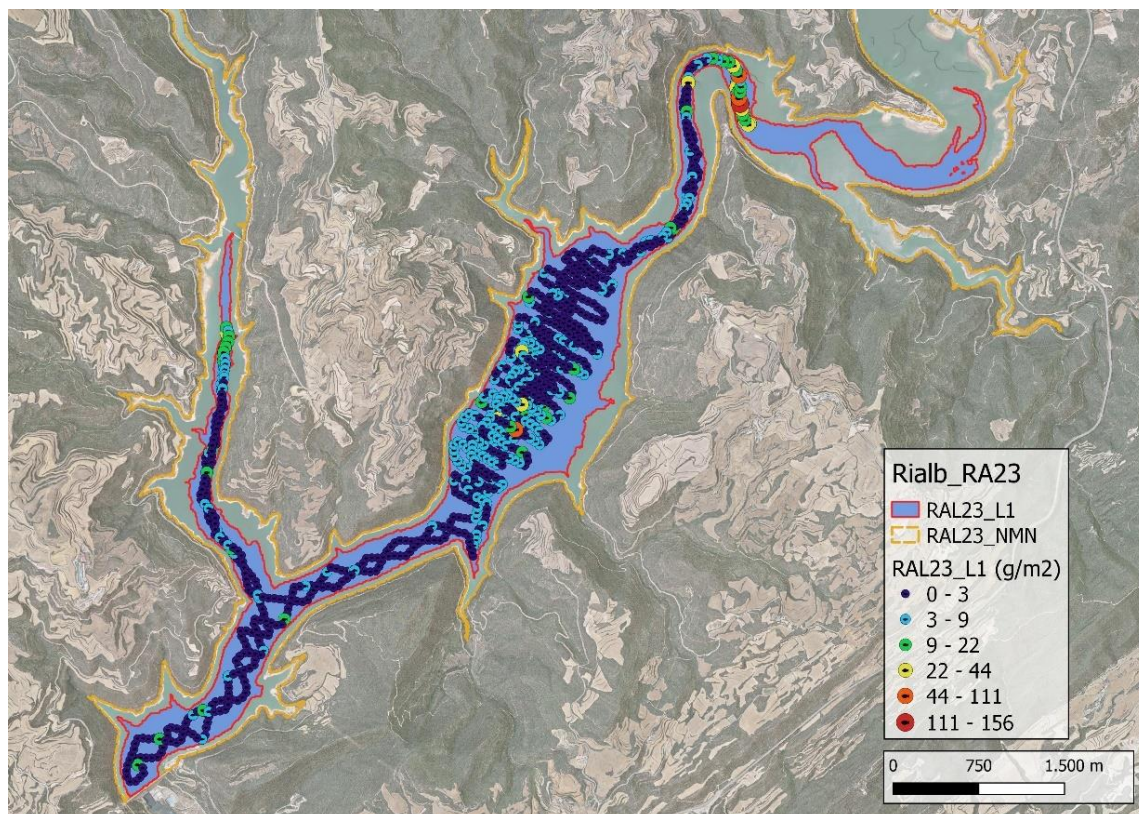 Rialb_RA23
RAL23_L1
RAL23_NMN
RAL23_L1 (g/m2)
0 - 3
3 - 9
9 - 22
22 - 44
44 - 111
111 - 156
0 750 1.500 m